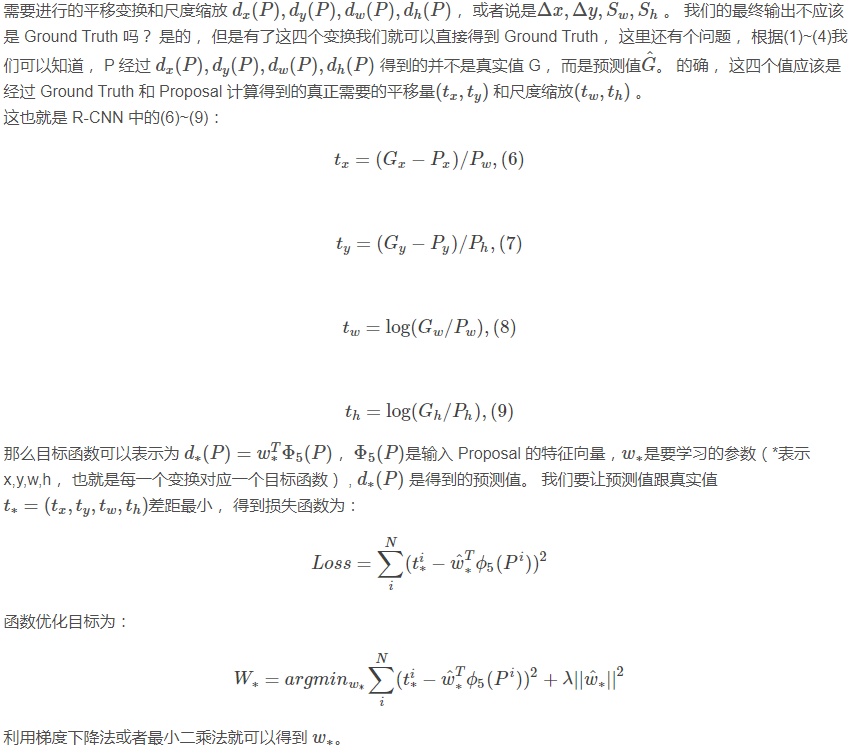 需要进行的平移变换和尺度缩放 $d_x(P), d_y(P), d_w(P), d_h(P)$ ， 或者说是$\Delta x, \Delta y, S_w, S_h$ 。 我们的最终输出不应该
是 Ground Truth 吗？ 是的， 但是有了这四个变换我们就可以直接得到 Ground Truth， 这里还有个问题， 根据(1)~(4)我
们可以知道， P 经过 $d_x(P), d_y(P), d_w(P), d_h(P)$ 得到的并不是真实值 G， 而是预测值$\hat{G}$。 的确， 这四个值应该是
经过 Ground Truth 和 Proposal 计算得到的真正需要的平移量$(t_x, t_y)$ 和尺度缩放$(t_w, t_h)$ 。
这也就是 R-CNN 中的(6)~(9)：
$t_x = (G_x - P_x)/P_w, (6)$
$t_y = (G_y - P_y)/P_h, (7)$
$t_w = \log(G_w/P_w), (8)$
$t_h = \log(G_h/P_h), (9)$
那么目标函数可以表示为 $d_*(P) = w_*^T \Phi_5(P)$ ， $\Phi_5(P)$是输入 Proposal 的特征向量，$w_*$是要学习的参数（*表示
x,y,w,h， 也就是每一个变换对应一个目标函数） , $d_*(P)$ 是得到的预测值。 我们要让预测值跟真实值
$t_* = (t_x, t_y, t_w, t_h)$差距最小， 得到损失函数为：
$Loss = \sum_i^N (t_*^i - \hat{w}_*^T \phi_5(P^i))^2$
函数优化目标为：
$W_* = argmin_{w_*} \sum_i^N (t_*^i - \hat{w}_*^T \phi_5(P^i))^2 + \lambda ||\hat{w}_*||^2$
利用梯度下降法或者最小二乘法就可以得到 $w_*$。